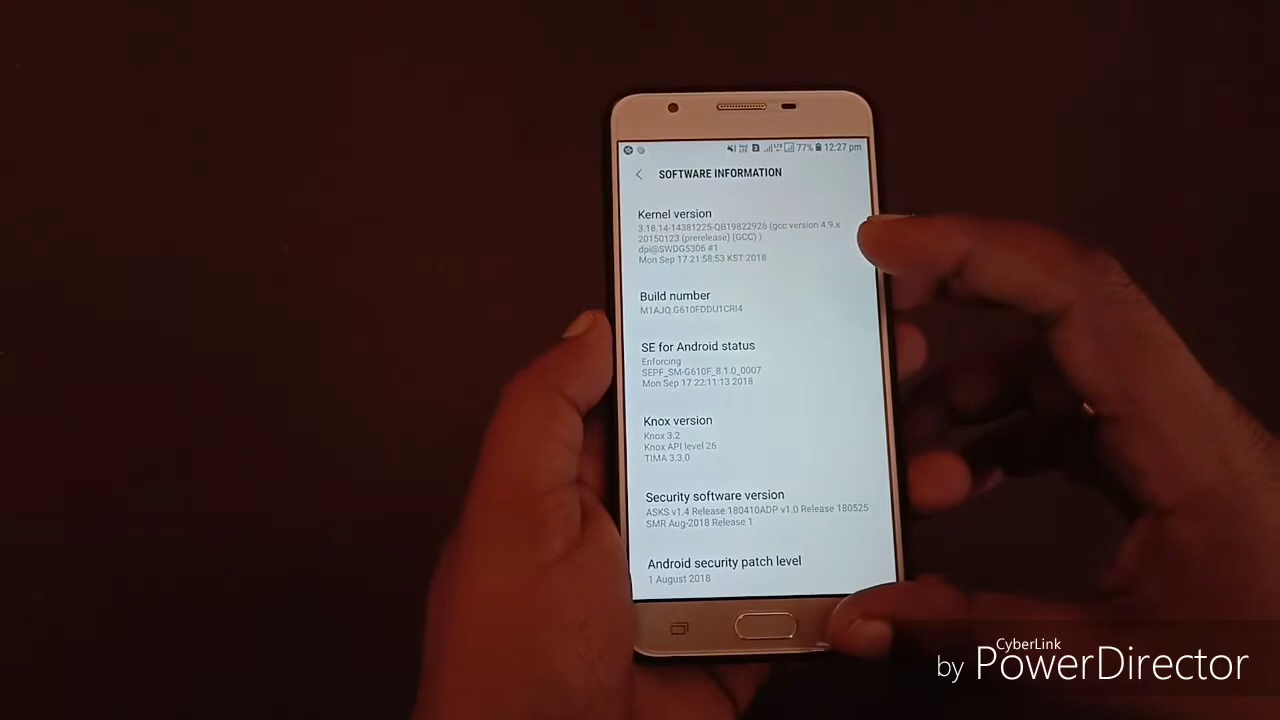 77% 12:27 pm
SOFTWARE INFORMATION
Kernel version
3.18.14-14381225-QB19822926 (gcc version 4.9.x
20150123 (prerelease) (GCC) )
dpi@SWDG5306 #1
Mon Sep 17 21:58:53 KST 2018
Build number
M1AJQ.G610FDDU1CRI4
SE for Android status
Enforcing
SEPF_SM-G610F_8.1.0_0007
Mon Sep 17 22:11:13 2018
Knox version
Knox 3.2
Knox API level 26
TIMA 3.3.0
Security software version
ASKS v1.4 Release 180410ADP v1.0 Release 180525
SMR Aug-2018 Release 1
Android security patch level
1 August 2018
CyberLink
by PowerDirector